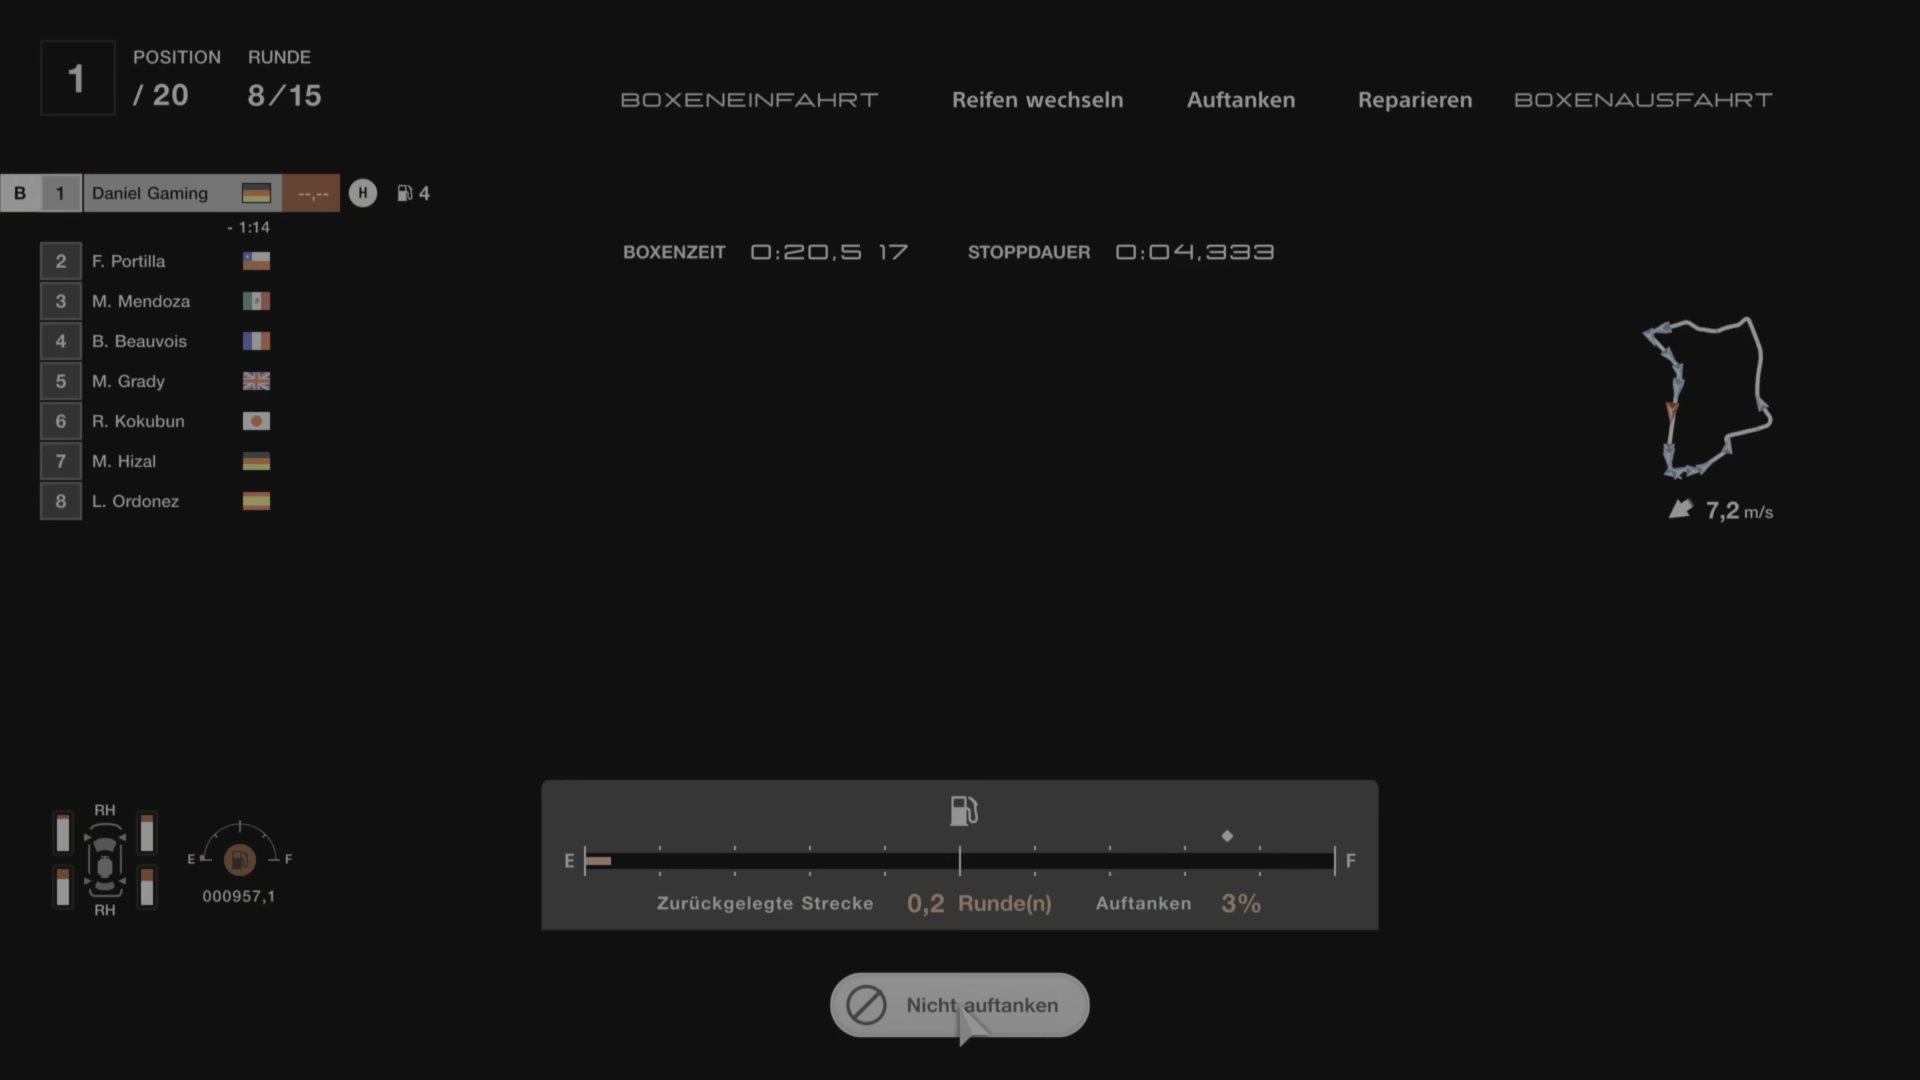 1
POSITION RUNDE
/ 20 8/15
BOXENEINFAHRT Reifen wechseln Auftanken Reparieren BOXENAUSFAHRT
B 1 Daniel Gaming --,-- H 4
- 1:14
BOXENZEIT 0:20,5 17 STOPPDAUER 0:04,333
2 F. Portilla
3 M. Mendoza
4 B. Beauvois
5 M. Grady
6 R. Kokubun
7 M. Hizal
8 L. Ordonez
7,2 m/s
RH
E F
000957,1
RH
E F
Zurückgelegte Strecke 0,2 Runde(n) Auftanken 3%
Nicht auftanken